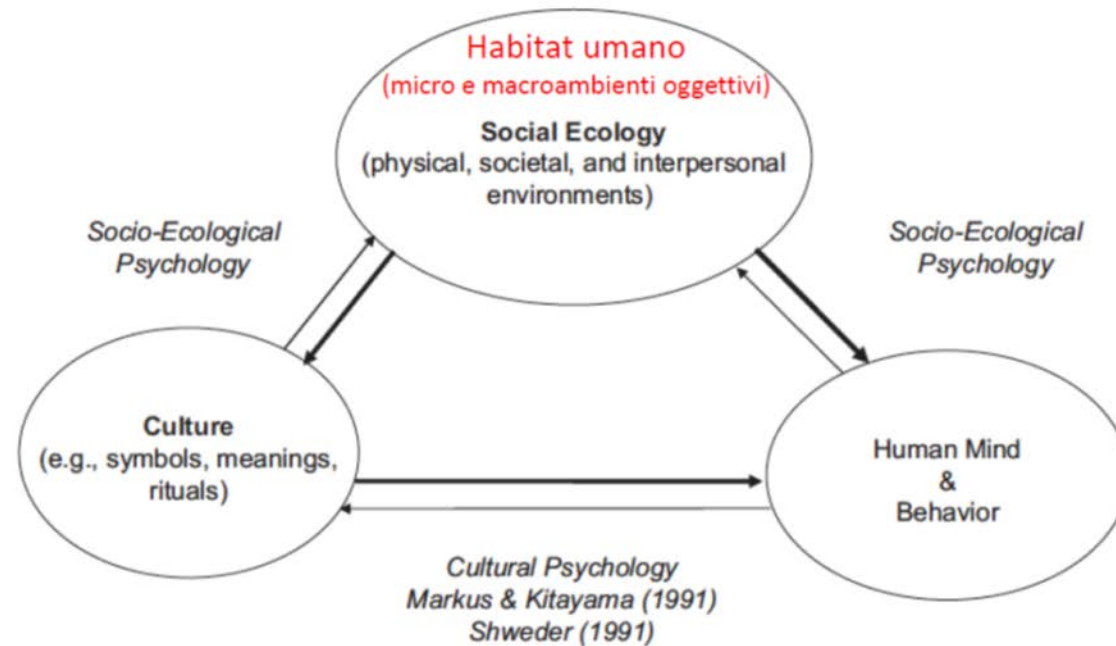 Habitat umano
(micro e macroambienti oggettivi)
Social Ecology
(physical, societal, and interpersonal
environments)
Socio-Ecological
Psychology
Socio-Ecological
Psychology
Culture
(e.g., symbols, meanings,
rituals)
Human Mind
&
Behavior
Cultural Psychology
Markus & Kitayama (1991)
Shweder (1991)